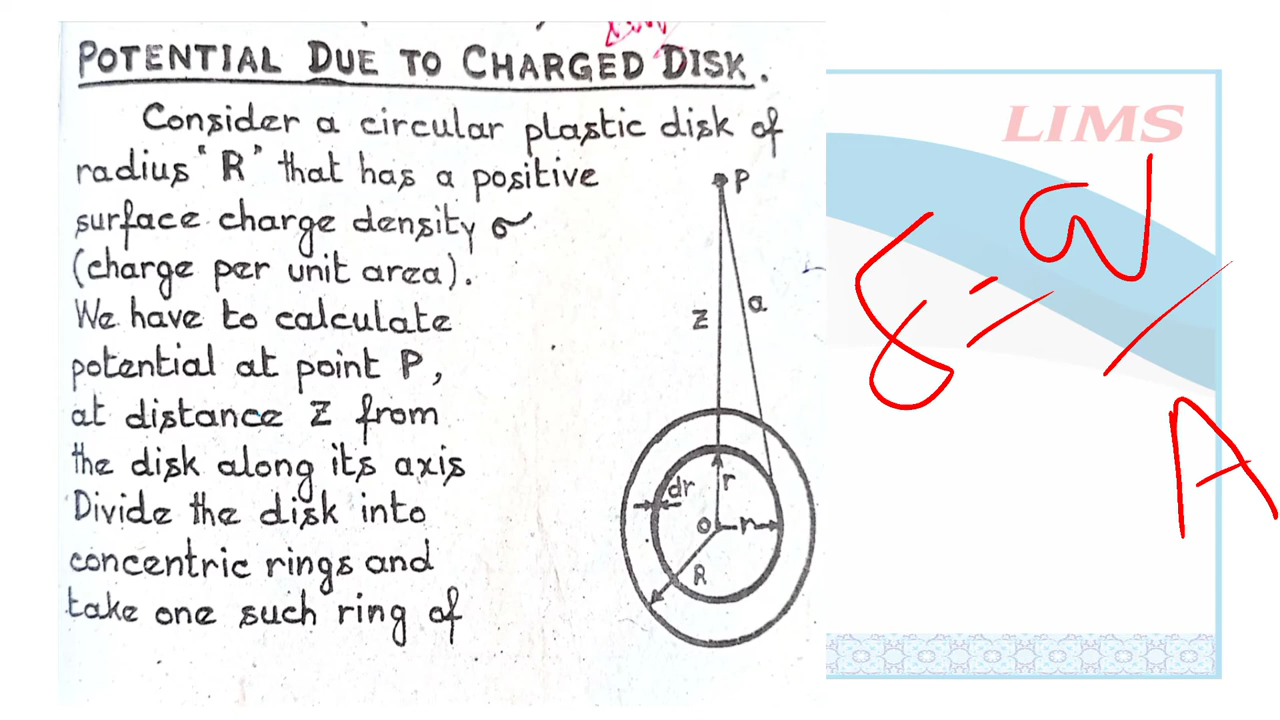 POTENTIAL DUE TO CHARGED DISK.
Consider a circular plastic disk of
radius "R" that has a positive
surface charge density σ
(charge per unit area).
We have to calculate
potential at point P,
at distance z from
the disk along its axis
Divide the disk into
concentric rings and
take one such ring of
P
z
a
dr
r
O
r
R
LIMS
=
A